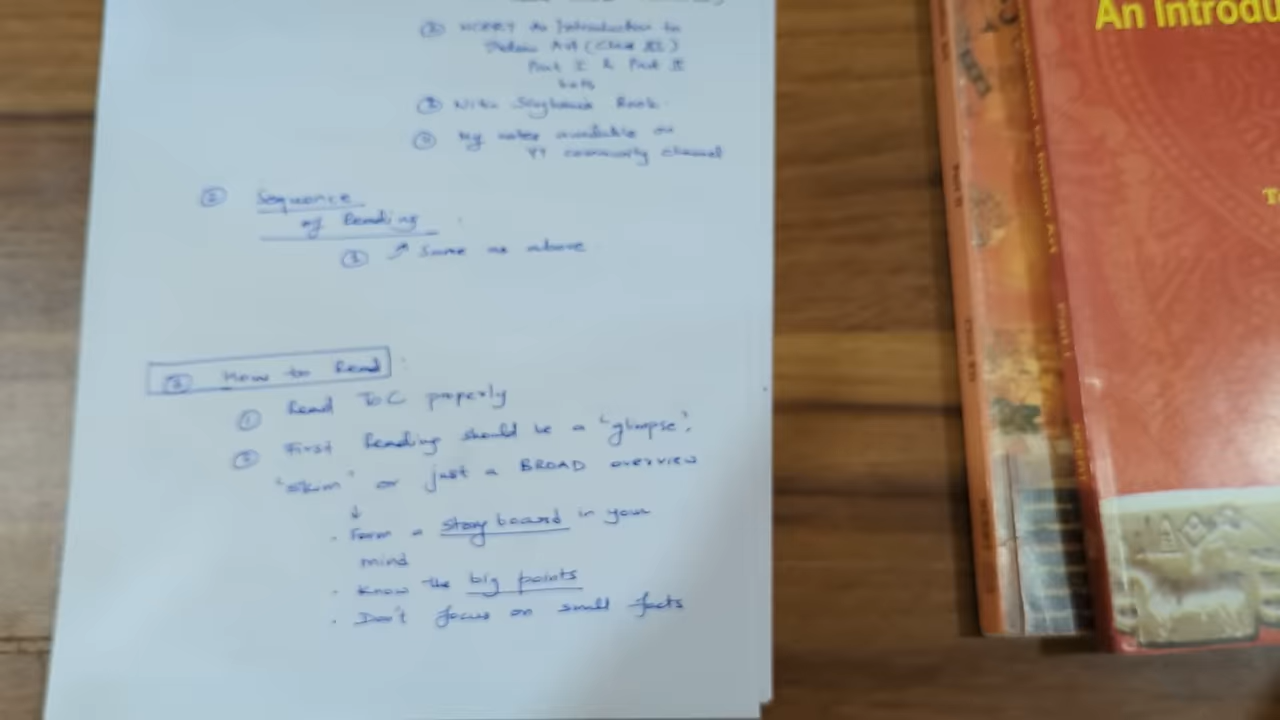 ② NCERT An Introduction to
Indian Art (Class XI)
Part I & Part II
both
③ Nitin Singhania Book
④ My notes available on
YT community channel
② Sequence
of Reading
① ↗ Same as above
③ How to Read
① Read ToC properly
② First Reading should be a "glimpse",
"skim" or just a BROAD overview
↓
· Form a story board in your
mind
· Know the big points
· Don't focus on small facts
An Introdu